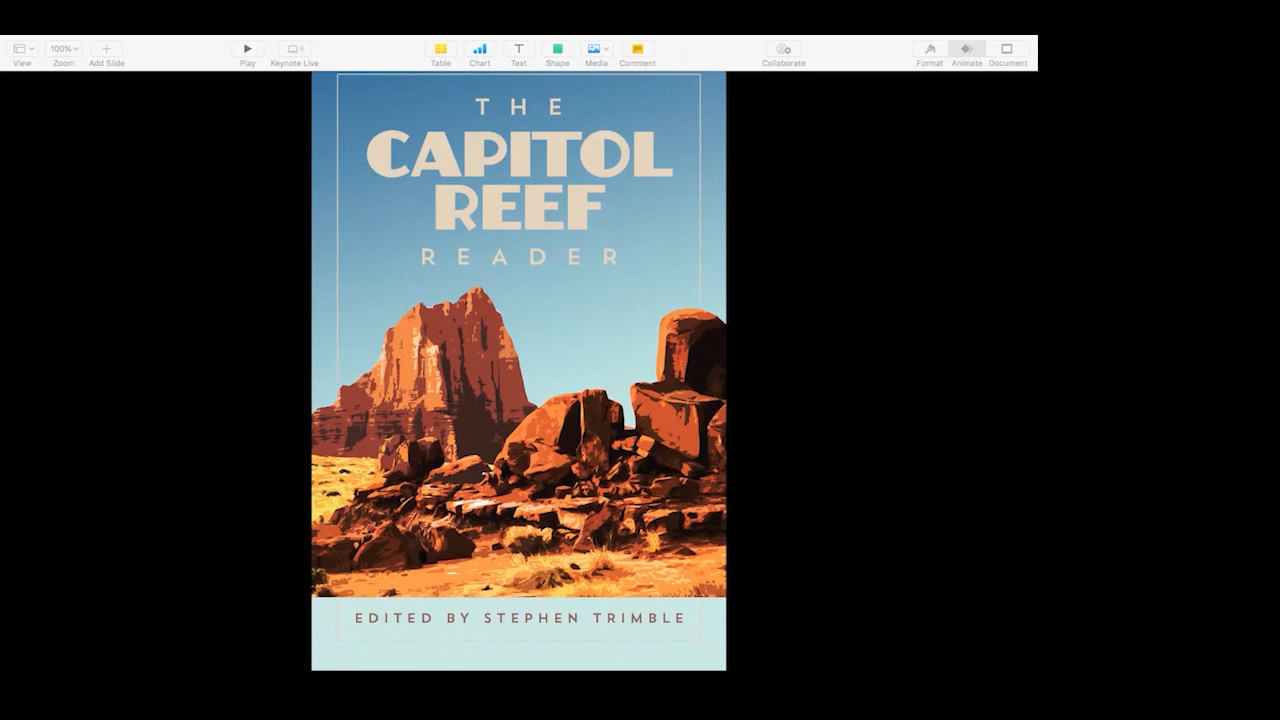 100%
View
Zoom
Add Slide
Play
Keynote Live
Table
Chart
Text
Shape
Media
Comment
Collaborate
Format
Animate
Document
THE
CAPITOL
REEF
READER
EDITED BY STEPHEN TRIMBLE